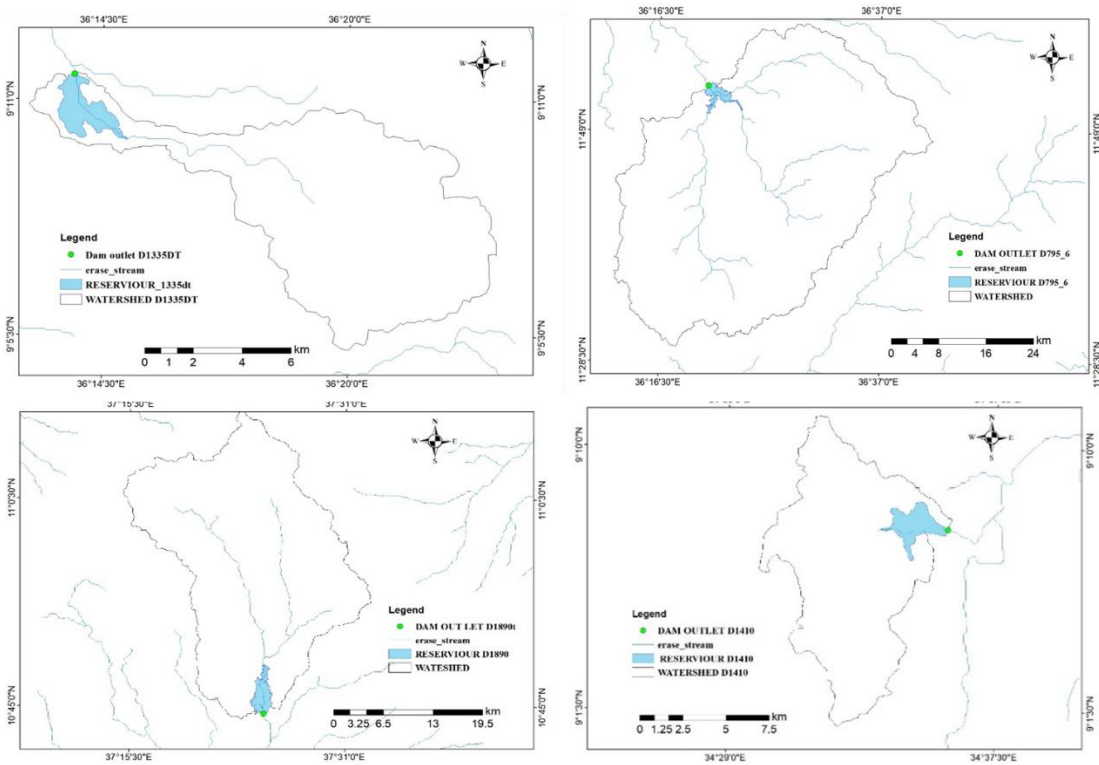 36°14'30"E 36°20'0"E
N
W E
S
9°11'0"N 9°11'0"N
Legend
Dam outlet D1335DT
erase_stream
RESERVIOUR_1335dt
WATERSHED D1335DT
9°5'30"N 9°5'30"N
km
0 1 2 4 6
36°14'30"E 36°20'0"E
36°16'30"E 36°37'0"E
N
W E
S
11°49'0"N 11°49'0"N
Legend
DAM OUTLET D795_6
erase_stream
RESERVIOUR D795_6
WATERSHED
km
0 2 4 8 16 24
11°28'30"N 11°28'30"N
36°16'30"E 36°37'0"E
37°15'30"E 37°31'0"E
N
W E
S
11°0'30"N 11°0'30"N
Legend
DAM OUT LET D1890t
erase_stream
RESERVIOUR D1890
WATESHED
km
0 3.25 6.5 13 19.5
10°45'0"N 10°45'0"N
37°15'30"E 37°31'0"E
N
W E
S
9°10'0"N 9°10'0"N
Legend
DAM OUTLET D1410
erase_stream
RESERVIOUR D1410
WATERSHED D1410
km
0 1.25 2.5 5 7.5
9°1'30"N 9°1'30"N
34°29'0"E 34°37'30"E